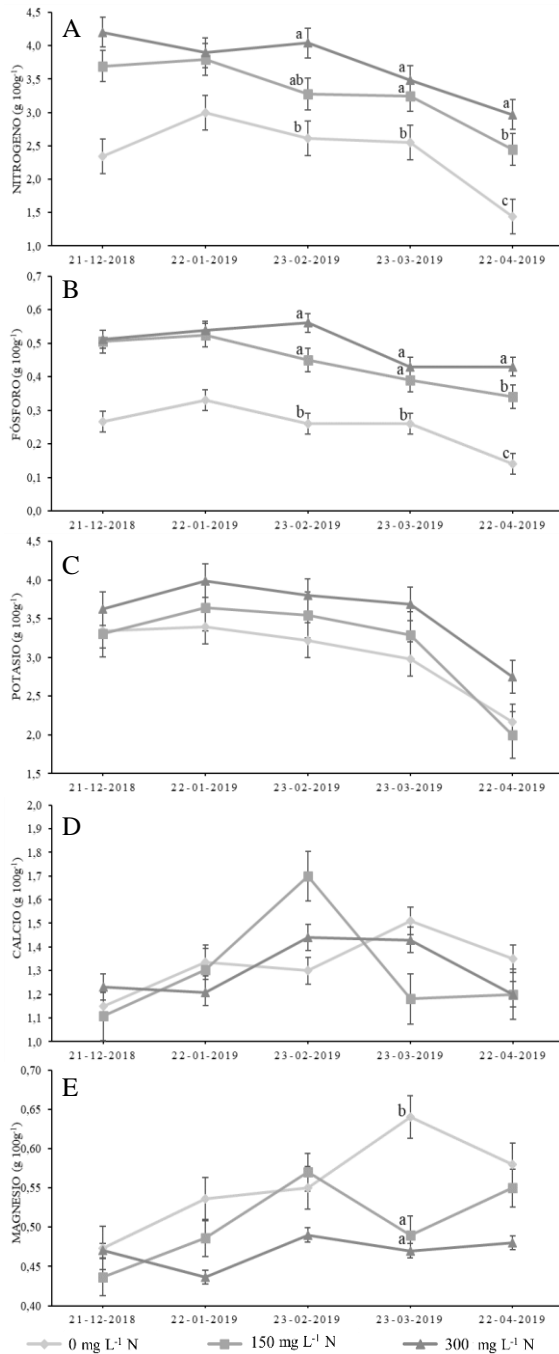 A
NITROGENO (g 100g⁻¹)
4,5
4,0
3,5
3,0
2,5
2,0
1,5
1,0
a
ab
b
a
a
b
a
b
c
21-12-2018 22-01-2019 23-02-2019 23-03-2019 22-04-2019
B
FÓSFORO (g 100g⁻¹)
0,7
0,6
0,5
0,4
0,3
0,2
0,1
0,0
a
a
b
a
a
b
a
b
c
21-12-2018 22-01-2019 23-02-2019 23-03-2019 22-04-2019
C
POTASIO (g 100g⁻¹)
4,5
4,0
3,5
3,0
2,5
2,0
1,5
21-12-2018 22-01-2019 23-02-2019 23-03-2019 22-04-2019
D
CALCIO (g 100g⁻¹)
2,0
1,9
1,8
1,7
1,6
1,5
1,4
1,3
1,2
1,1
1,0
21-12-2018 22-01-2019 23-02-2019 23-03-2019 22-04-2019
E
MAGNESIO (g 100g⁻¹)
0,70
0,65
0,60
0,55
0,50
0,45
0,40
b
a
a
21-12-2018 22-01-2019 23-02-2019 23-03-2019 22-04-2019
0 mg L⁻¹ N 150 mg L⁻¹ N 300 mg L⁻¹ N